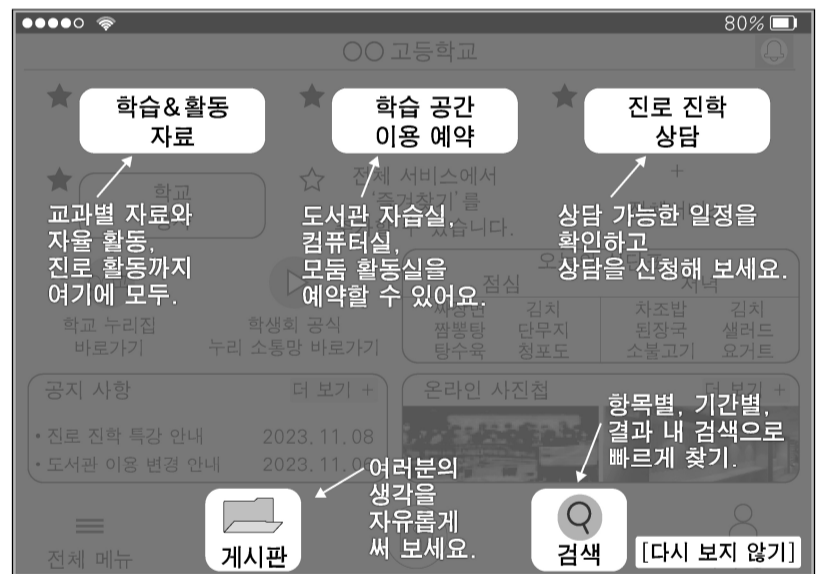 80%
○○ 고등학교
학습&활동
자료
학습 공간
이용 예약
진로 진학
상담
교과별 자료와
자율 활동,
진로 활동까지
여기에 모두.
도서관 자습실,
컴퓨터실,
모둠 활동실을
예약할 수 있어요.
상담 가능한 일정을
확인하고
상담을 신청해 보세요.
학교
전체 서비스에서
'즐겨찾기'를
점심
저녁
짜장면 김치
짬뽕탕 단무지
탕수육 청포도
차조밥 김치
된장국 샐러드
소불고기 요거트
학교 누리집
바로가기
학생회 공식
누리 소통망 바로가기
공지 사항
더 보기 +
• 진로 진학 특강 안내 2023. 11. 08
• 도서관 이용 변경 안내 2023. 11.
온라인 사진첩
더 보기 +
항목별, 기간별,
결과 내 검색으로
빠르게 찾기.
여러분의
생각을
자유롭게
써 보세요.
전체 메뉴
게시판
검색
[다시 보지 않기]